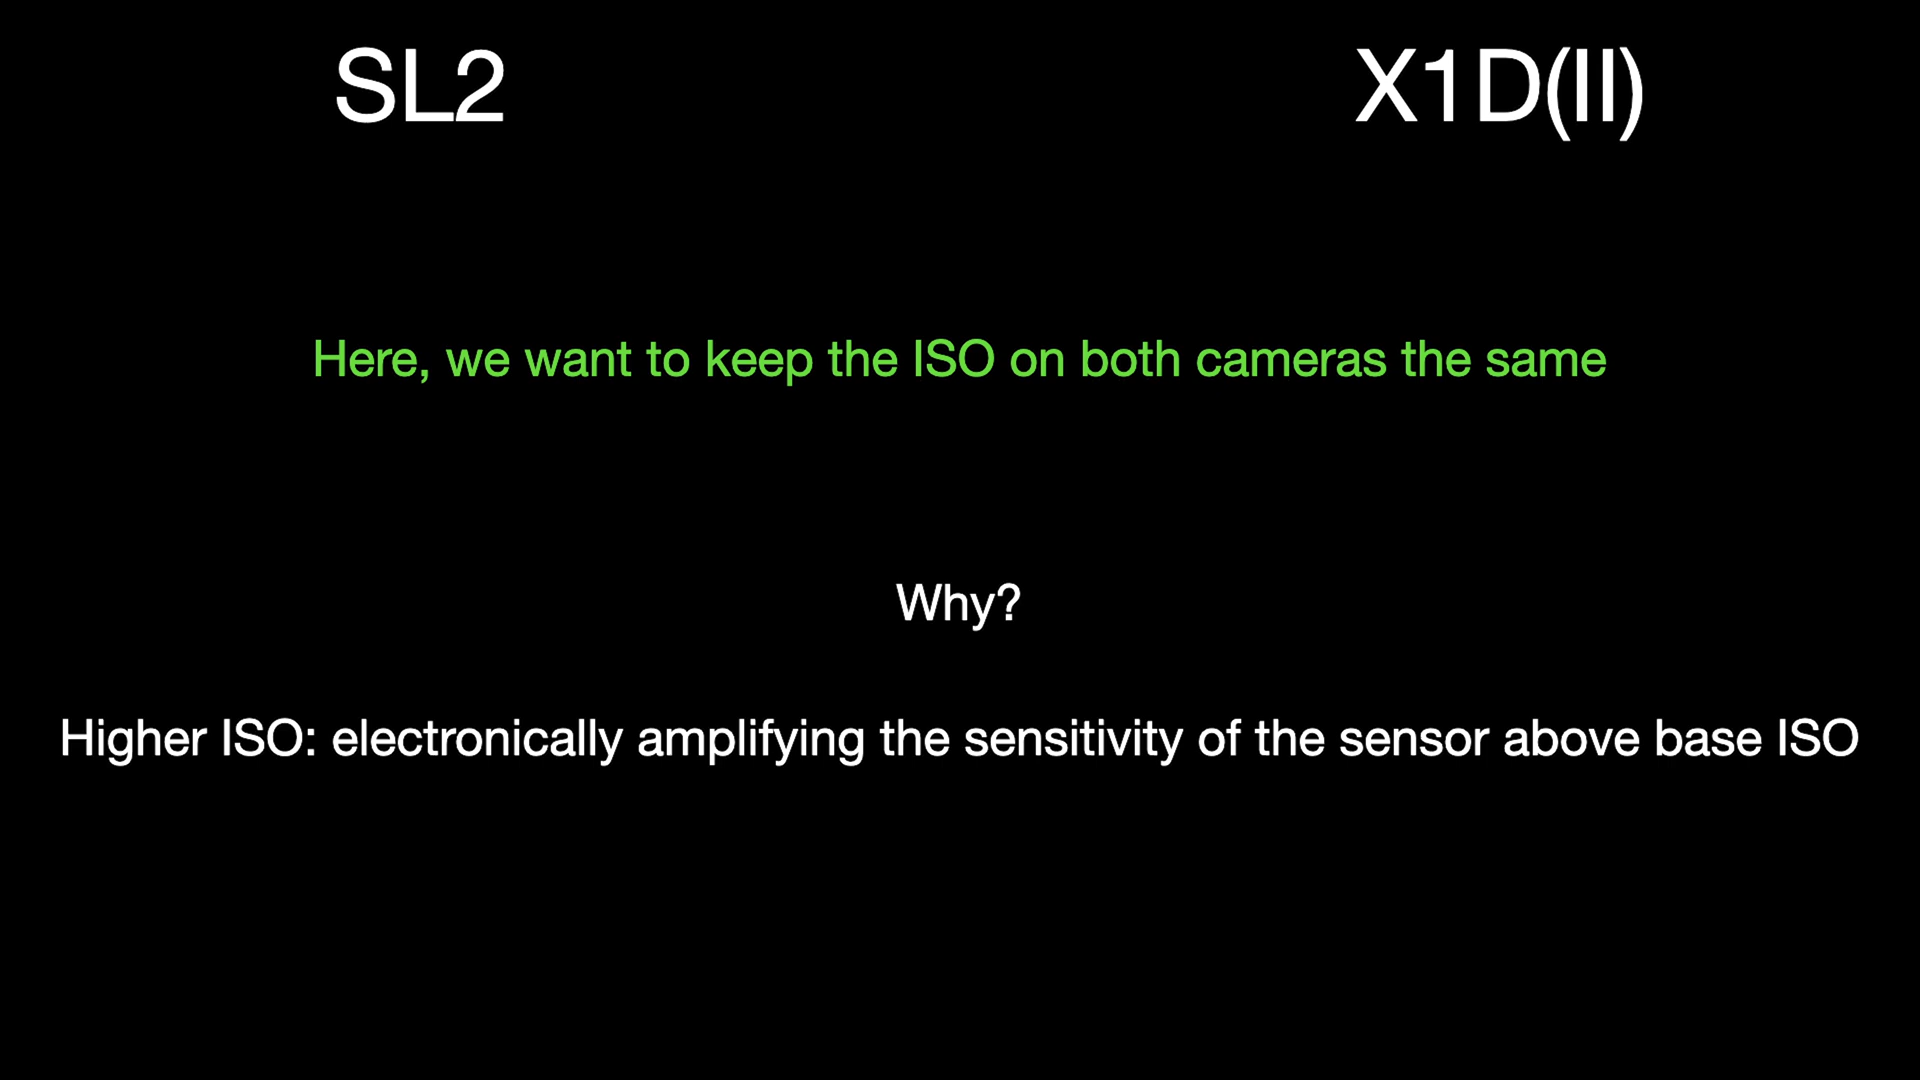 SL2 X1D(II)
Here, we want to keep the ISO on both cameras the same
Why?
Higher ISO: electronically amplifying the sensitivity of the sensor above base ISO